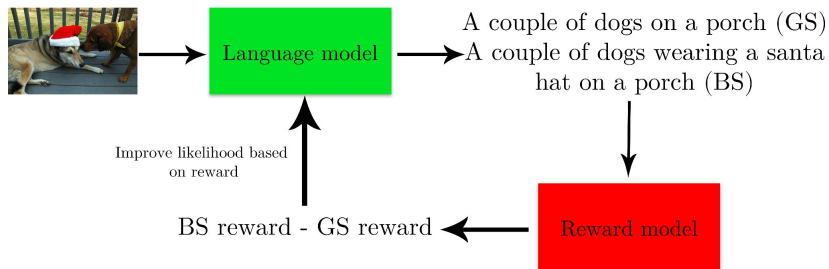 Language model
A couple of dogs on a porch (GS)
A couple of dogs wearing a santa
hat on a porch (BS)
Improve likelihood based
on reward
BS reward - GS reward
Reward model